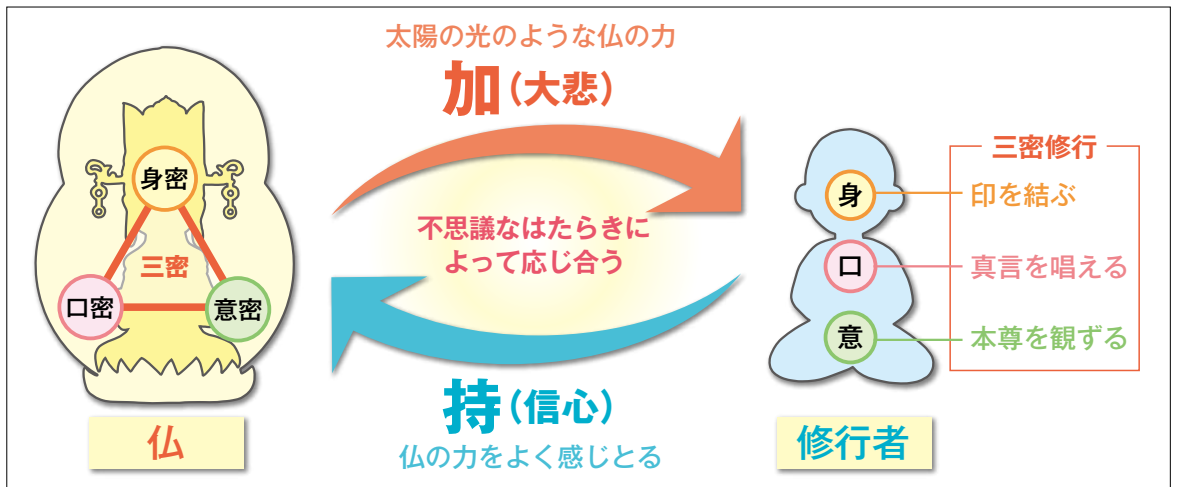 太陽の光のような仏の力
加(大悲)
身密
三密
口密
意密
仏
不思議なはたらきに
よって応じ合う
持(信心)
仏の力をよく感じとる
三密修行
身
印を結ぶ
口
真言を唱える
意
本尊を観ずる
修行者